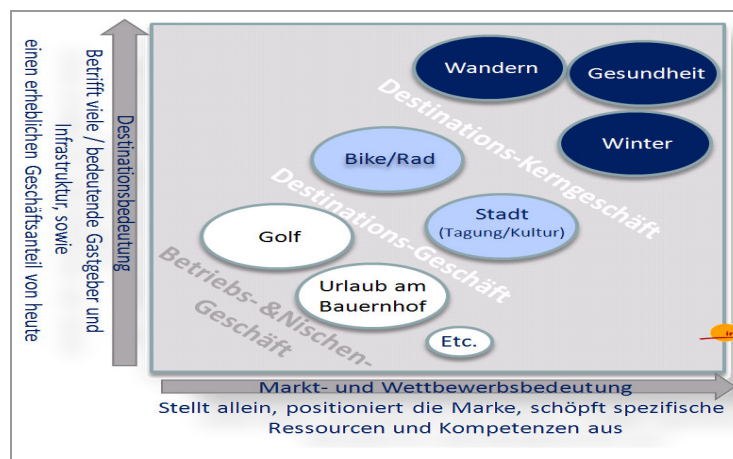 Destinationsbedeutung
Betrifft viele / bedeutende Gastgeber und
Infrastruktur, sowie
einen erheblichen Geschäftsanteil von heute
Wandern
Gesundheit
Winter
Destinations-Kerngeschäft
Bike/Rad
Stadt
(Tagung/Kultur)
Destinations-Geschäft
Golf
Urlaub am
Bauernhof
Etc.
Betriebs- &Nischen-
Geschäft
Markt- und Wettbewerbsbedeutung
Stellt allein, positioniert die Marke, schöpft spezifische
Ressourcen und Kompetenzen aus